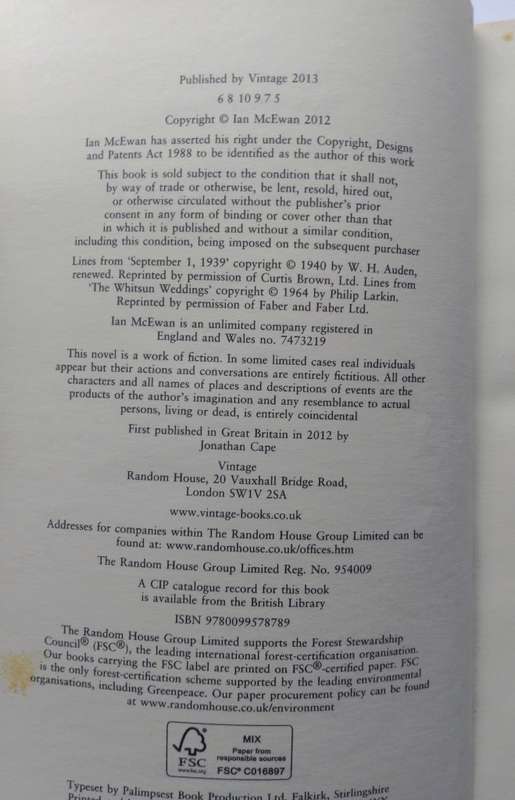 Published by Vintage 2013
6 8 10 9 7 5
Copyright © Ian McEwan 2012
Ian McEwan has asserted his right under the Copyright, Designs
and Patents Act 1988 to be identified as the author of this work
This book is sold subject to the condition that it shall not,
by way of trade or otherwise, be lent, resold, hired out,
or otherwise circulated without the publisher's prior
consent in any form of binding or cover other than that
in which it is published and without a similar condition,
including this condition, being imposed on the subsequent purchaser
Lines from 'September 1, 1939' copyright © 1940 by W. H. Auden,
renewed. Reprinted by permission of Curtis Brown, Ltd. Lines from
'The Whitsun Weddings' copyright © 1964 by Philip Larkin.
Reprinted by permission of Faber and Faber Ltd.
Ian McEwan is an unlimited company registered in
England and Wales no. 7473219
This novel is a work of fiction. In some limited cases real individuals
appear but their actions and conversations are entirely fictitious. All other
characters and all names of places and descriptions of events are the
products of the author's imagination and any resemblance to actual
persons, living or dead, is entirely coincidental
First published in Great Britain in 2012 by
Jonathan Cape
Vintage
Random House, 20 Vauxhall Bridge Road,
London SW1V 2SA
www.vintage-books.co.uk
Addresses for companies within The Random House Group Limited can be
found at: www.randomhouse.co.uk/offices.htm
The Random House Group Limited Reg. No. 954009
A CIP catalogue record for this book
is available from the British Library
ISBN 9780099578789
The Random House Group Limited supports the Forest Stewardship
Council® (FSC®), the leading international forest-certification organisation.
Our books carrying the FSC label are printed on FSC®-certified paper. FSC
is the only forest-certification scheme supported by the leading environmental
organisations, including Greenpeace. Our paper procurement policy can be found
at www.randomhouse.co.uk/environment
FSC
www.fsc.org
MIX
Paper from
responsible sources
FSC® C016897
Typeset by Palimpsest Book Production Ltd, Falkirk, Stirlingshire